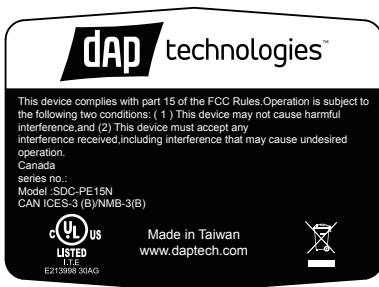 dap technologies™
This device complies with part 15 of the FCC Rules.Operation is subject to
the following two conditions: ( 1 ) This device may not cause harmful
interference,and (2) This device must accept any
interference received,including interference that may cause undesired
operation.
Canada
series no.:
Model :SDC-PE15N
CAN ICES-3 (B)/NMB-3(B)
C UL US
LISTED
I.T.E
E213998 30AG
Made in Taiwan
www.daptech.com